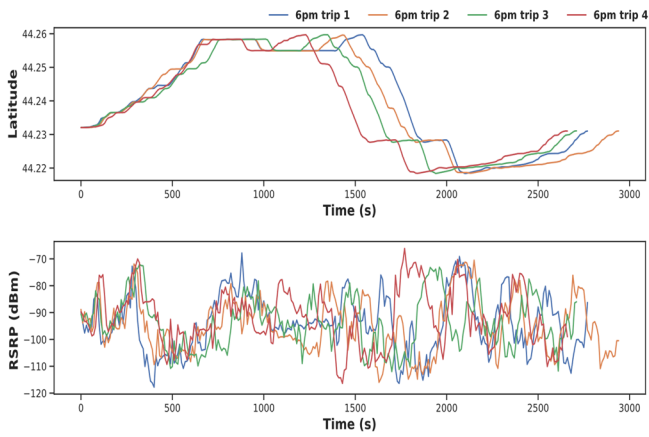 6pm trip 1 6pm trip 2 6pm trip 3 6pm trip 4
44.26
44.25
44.24
44.23
44.22
Latitude
0 500 1000 1500 2000 2500 3000
Time (s)
−70
−80
−90
−100
−110
−120
RSRP (dBm)
0 500 1000 1500 2000 2500 3000
Time (s)